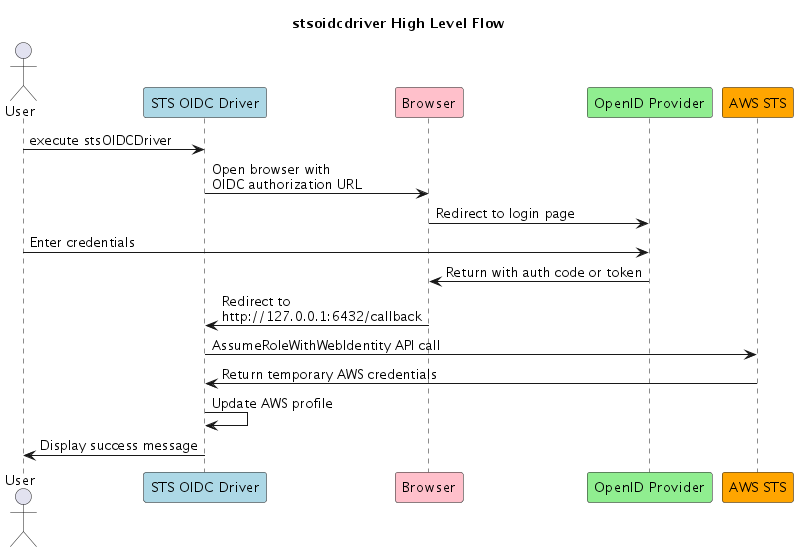 stsoidcdriver High Level Flow
User
STS OIDC Driver
Browser
OpenID Provider
AWS STS
execute stsOIDCDriver
Open browser with
OIDC authorization URL
Redirect to login page
Enter credentials
Return with auth code or token
Redirect to
http://127.0.0.1:6432/callback
AssumeRoleWithWebIdentity API call
Return temporary AWS credentials
Update AWS profile
Display success message
User
STS OIDC Driver
Browser
OpenID Provider
AWS STS